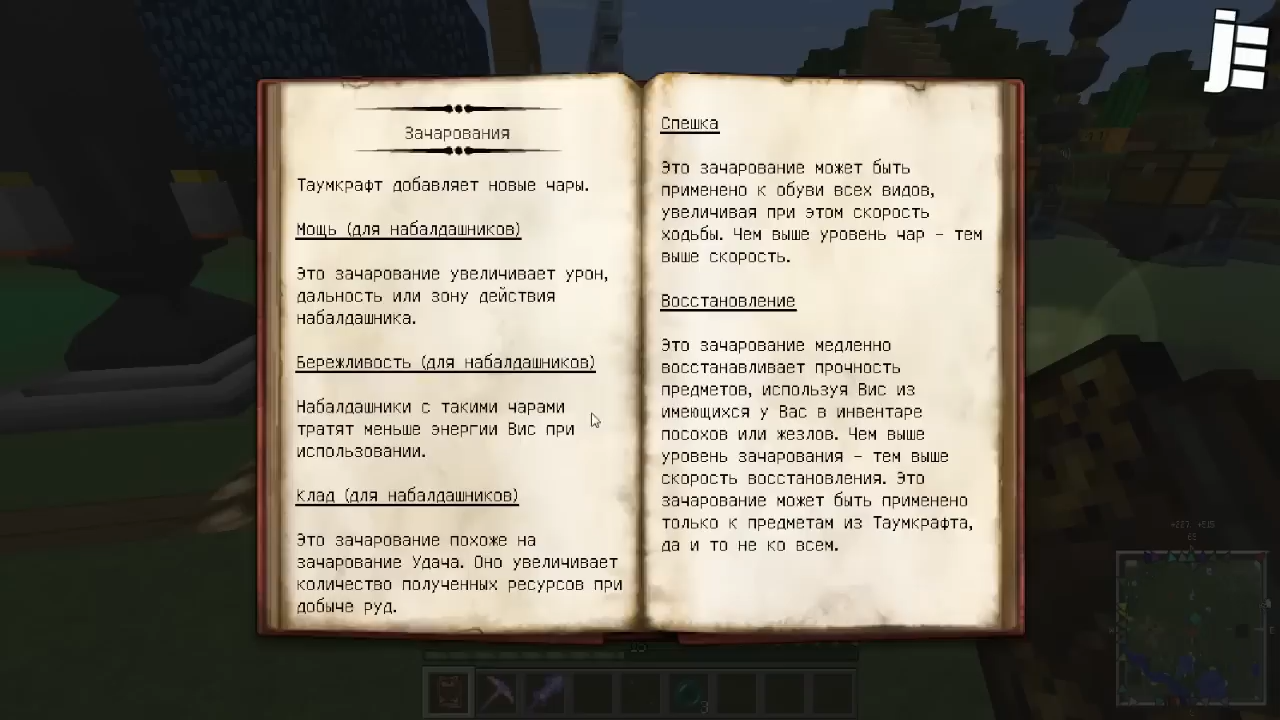 JE
Зачарования
Таумкрафт добавляет новые чары.
Мощь (для набалдашников)
Это зачарование увеличивает урон,
дальность или зону действия
набалдашника.
Бережливость (для набалдашников)
Набалдашники с такими чарами
тратят меньше энергии Вис при
использовании.
Клад (для набалдашников)
Это зачарование похоже на
зачарование Удача. Оно увеличивает
количество полученных ресурсов при
добыче руд.
Спешка
Это зачарование может быть
применено к обуви всех видов,
увеличивая при этом скорость
ходьбы. Чем выше уровень чар - тем
выше скорость.
Восстановление
Это зачарование медленно
восстанавливает прочность
предметов, используя Вис из
имеющихся у Вас в инвентаре
посохов или жезлов. Чем выше
уровень зачарования - тем выше
скорость восстановления. Это
зачарование может быть применено
только к предметам из Таумкрафта,
да и то не ко всем.
3